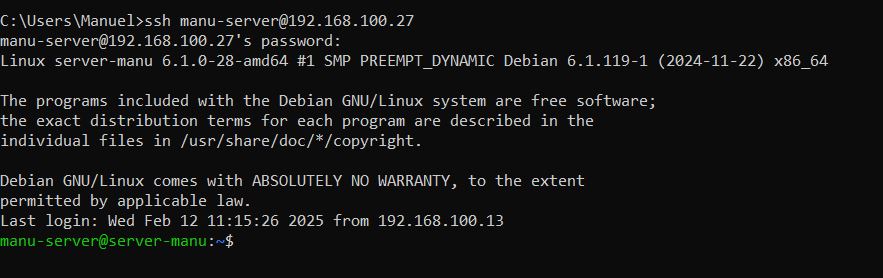 C:\Users\Manuel>ssh manu-server@192.168.100.27
manu-server@192.168.100.27's password:
Linux server-manu 6.1.0-28-amd64 #1 SMP PREEMPT_DYNAMIC Debian 6.1.119-1 (2024-11-22) x86_64
The programs included with the Debian GNU/Linux system are free software;
the exact distribution terms for each program are described in the
individual files in /usr/share/doc/*/copyright.
Debian GNU/Linux comes with ABSOLUTELY NO WARRANTY, to the extent
permitted by applicable law.
Last login: Wed Feb 12 11:15:26 2025 from 192.168.100.13
manu-server@server-manu:~$